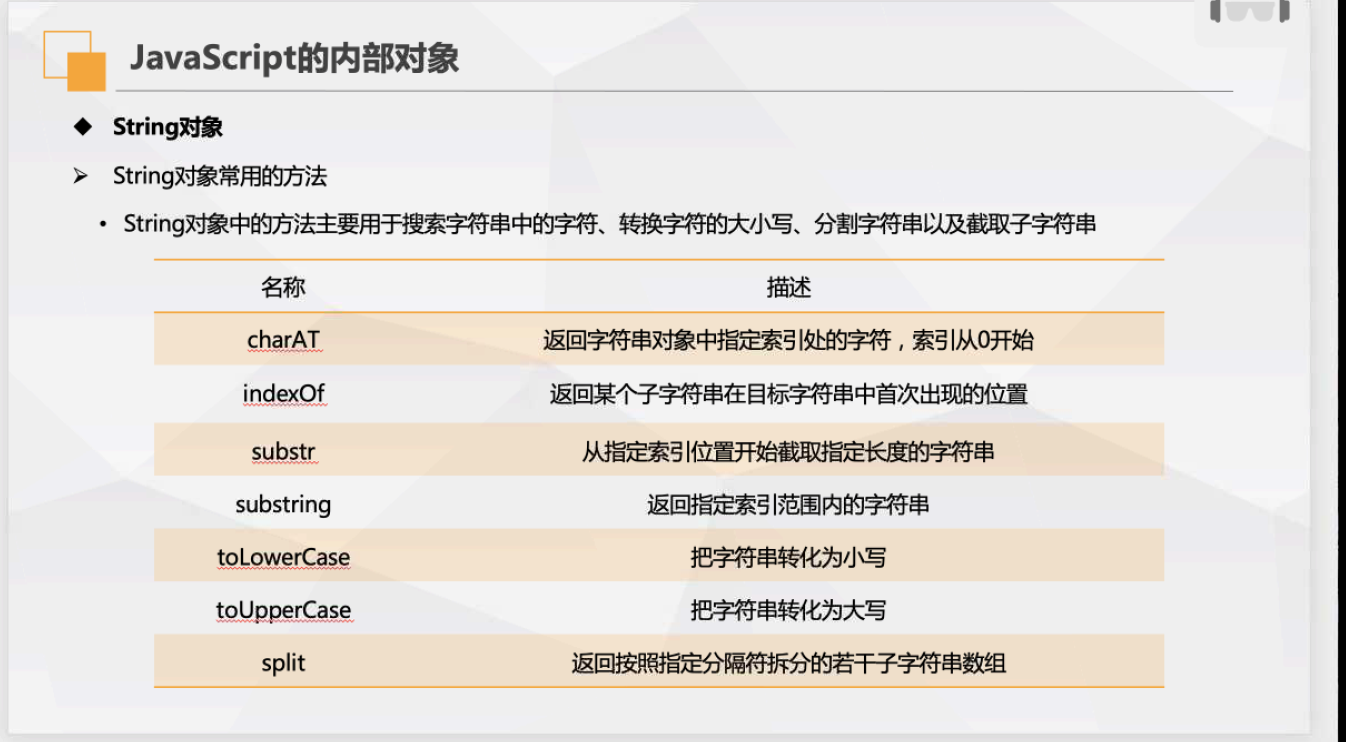 JavaScript的内部对象
String对象
String对象常用的方法
String对象中的方法主要用于搜索字符串中的字符、转换字符的大小写、分割字符串以及截取子字符串
名称 描述
charAT 返回字符串对象中指定索引处的字符，索引从0开始
indexOf 返回某个子字符串在目标字符串中首次出现的位置
substr 从指定索引位置开始截取指定长度的字符串
substring 返回指定索引范围内的字符串
toLowerCase 把字符串转化为小写
toUpperCase 把字符串转化为大写
split 返回按照指定分隔符拆分的若干子字符串数组